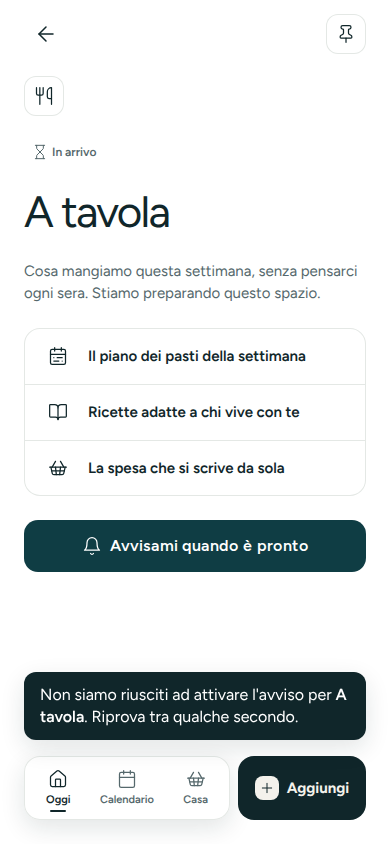 In arrivo
A tavola
Cosa mangiamo questa settimana, senza pensarci
ogni sera. Stiamo preparando questo spazio.
Il piano dei pasti della settimana
Ricette adatte a chi vive con te
La spesa che si scrive da sola
Avvisami quando è pronto
Non siamo riusciti ad attivare l'avviso per A
tavola. Riprova tra qualche secondo.
Oggi Calendario Casa Aggiungi